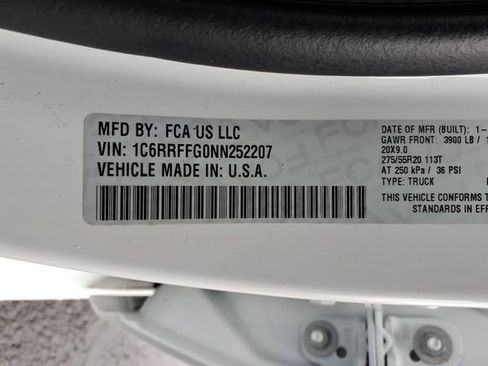 MFD BY: FCA US LLC
VIN: 1C6RRFFG0NN252207
VEHICLE MADE IN: U.S.A.
DATE OF MFR (BUILT): 1-
GAWR FRONT: 3900 LB /
20X9.0
275/55R20 113T
AT 250 kPa / 36 PSI
TYPE: TRUCK
THIS VEHICLE CONFORMS
STANDARDS IN EFF